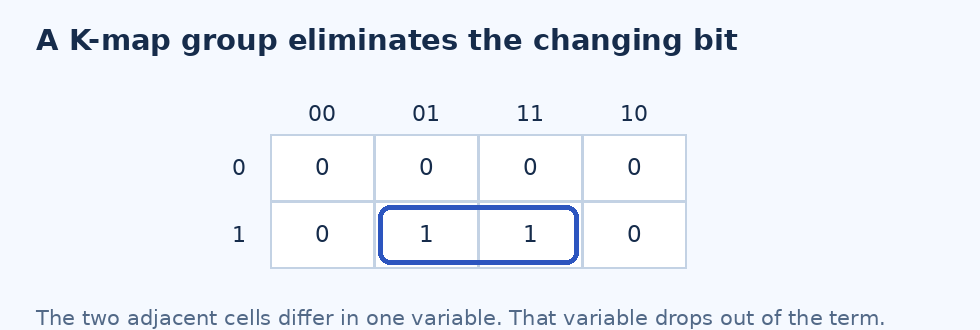 A K-map group eliminates the changing bit
00 01 11 10
0 0 0 0 0
1 0 1 1 0
The two adjacent cells differ in one variable. That variable drops out of the term.